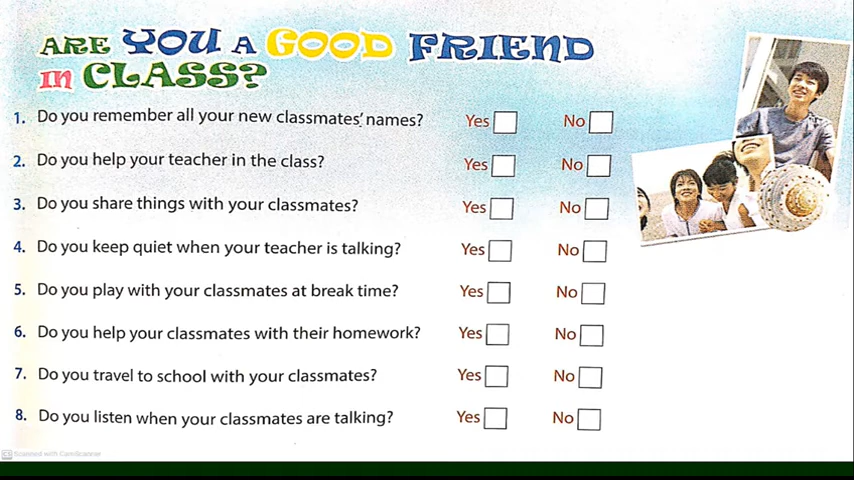 ARE YOU A GOOD FRIEND
IN CLASS?
1. Do you remember all your new classmates' names? Yes No
2. Do you help your teacher in the class? Yes No
3. Do you share things with your classmates? Yes No
4. Do you keep quiet when your teacher is talking? Yes No
5. Do you play with your classmates at break time? Yes No
6. Do you help your classmates with their homework? Yes No
7. Do you travel to school with your classmates? Yes No
8. Do you listen when your classmates are talking? Yes No
CS Scanned with CamScanner